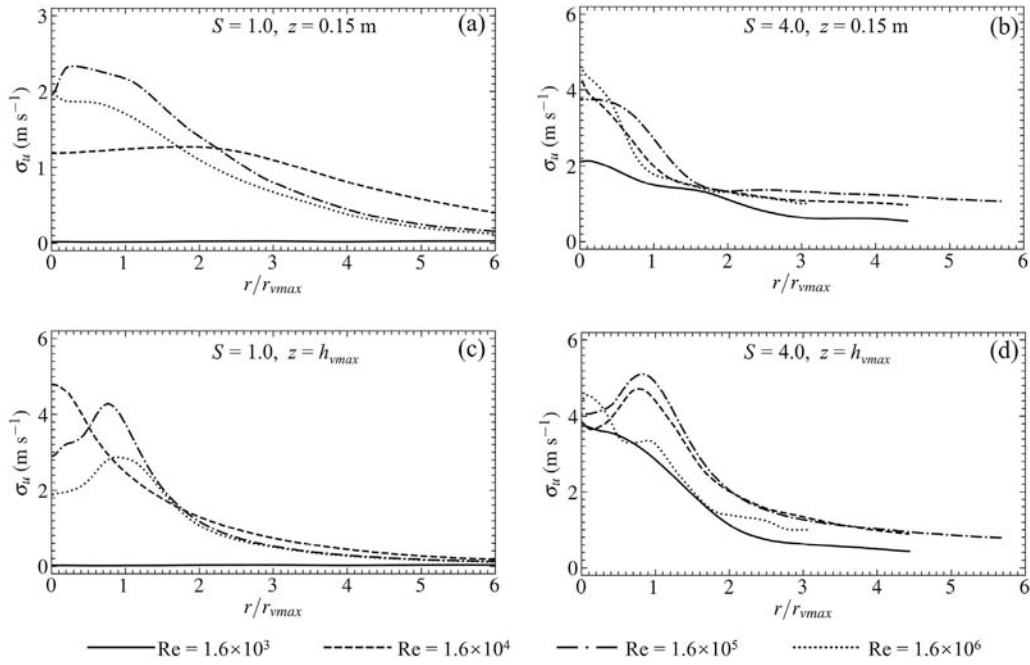 (a)
S = 1.0, z = 0.15 m
3
2
1
0
σu (m s−1)
0 1 2 3 4 5 6
r/rvmax
(b)
S = 4.0, z = 0.15 m
6
4
2
0
σu (m s−1)
0 1 2 3 4 5 6
r/rvmax
(c)
S = 1.0, z = hvmax
6
4
2
0
σu (m s−1)
0 1 2 3 4 5 6
r/rvmax
(d)
S = 4.0, z = hvmax
6
4
2
0
σu (m s−1)
0 1 2 3 4 5 6
r/rvmax
Re = 1.6×10³ Re = 1.6×10⁴ Re = 1.6×10⁵ Re = 1.6×10⁶